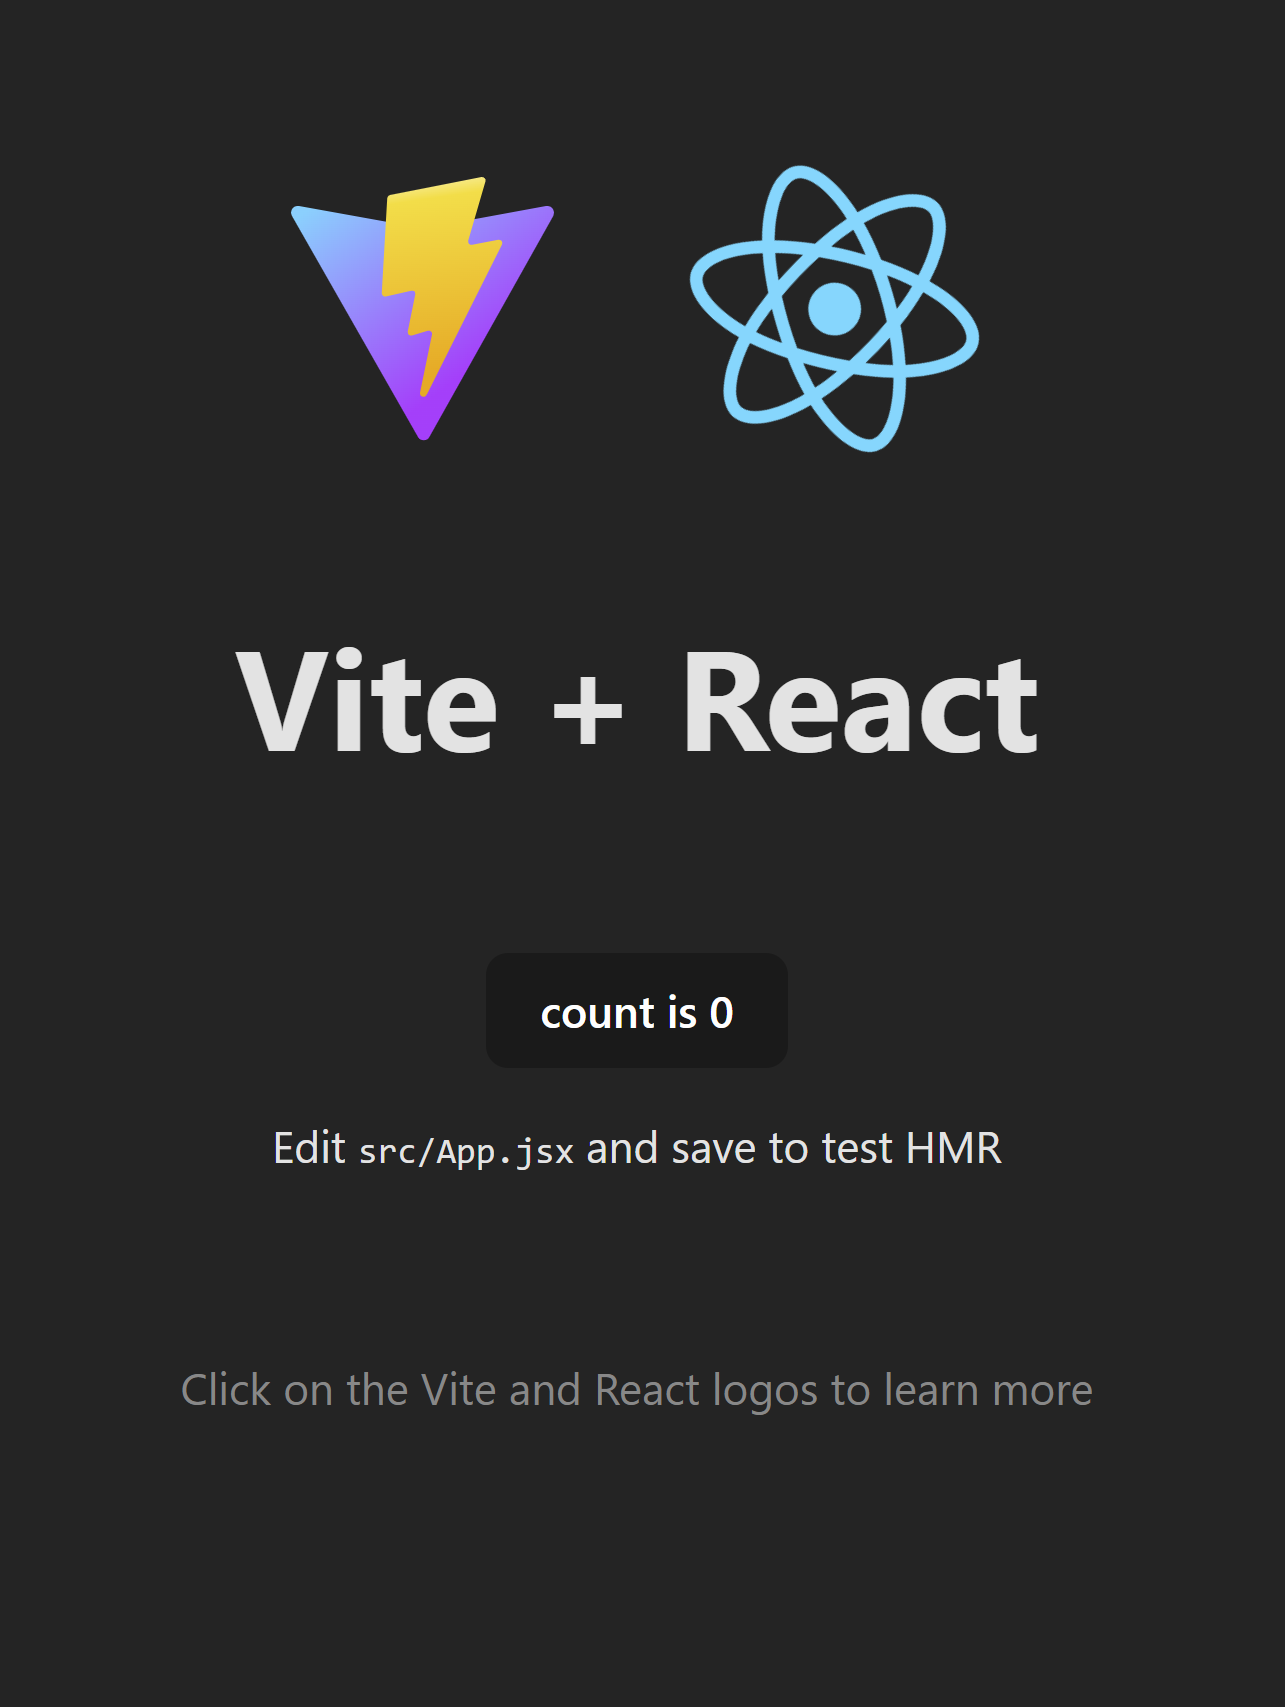 Vite + React
count is 0
Edit src/App.jsx and save to test HMR
Click on the Vite and React logos to learn more